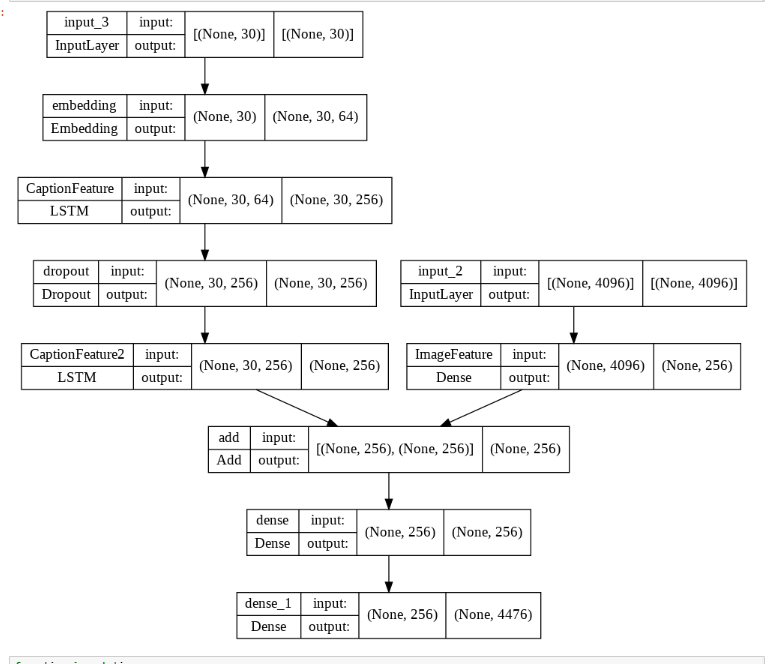 :
input_3 input: [(None, 30)] [(None, 30)]
InputLayer output:
embedding input: (None, 30) (None, 30, 64)
Embedding output:
CaptionFeature input: (None, 30, 64) (None, 30, 256)
LSTM output:
dropout input: (None, 30, 256) (None, 30, 256)
Dropout output:
input_2 input: [(None, 4096)] [(None, 4096)]
InputLayer output:
CaptionFeature2 input: (None, 30, 256) (None, 256)
LSTM output:
ImageFeature input: (None, 4096) (None, 256)
Dense output:
add input: [(None, 256), (None, 256)] (None, 256)
Add output:
dense input: (None, 256) (None, 256)
Dense output:
dense_1 input: (None, 256) (None, 4476)
Dense output: